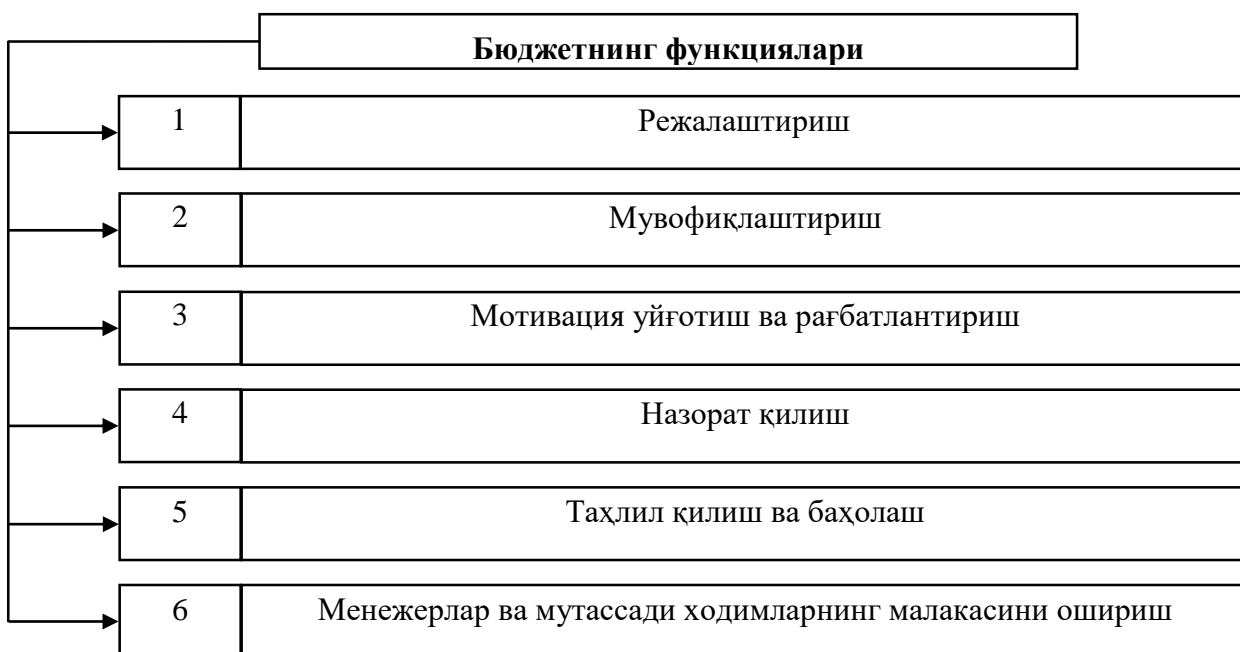 Бюджетнинг функциялари
1 Режалаштириш
2 Мувофиқлаштириш
3 Мотивация уйғотиш ва рағбатлантириш
4 Назорат қилиш
5 Таҳлил қилиш ва баҳолаш
6 Менежерлар ва мутассади ходимларнинг малакасини ошириш